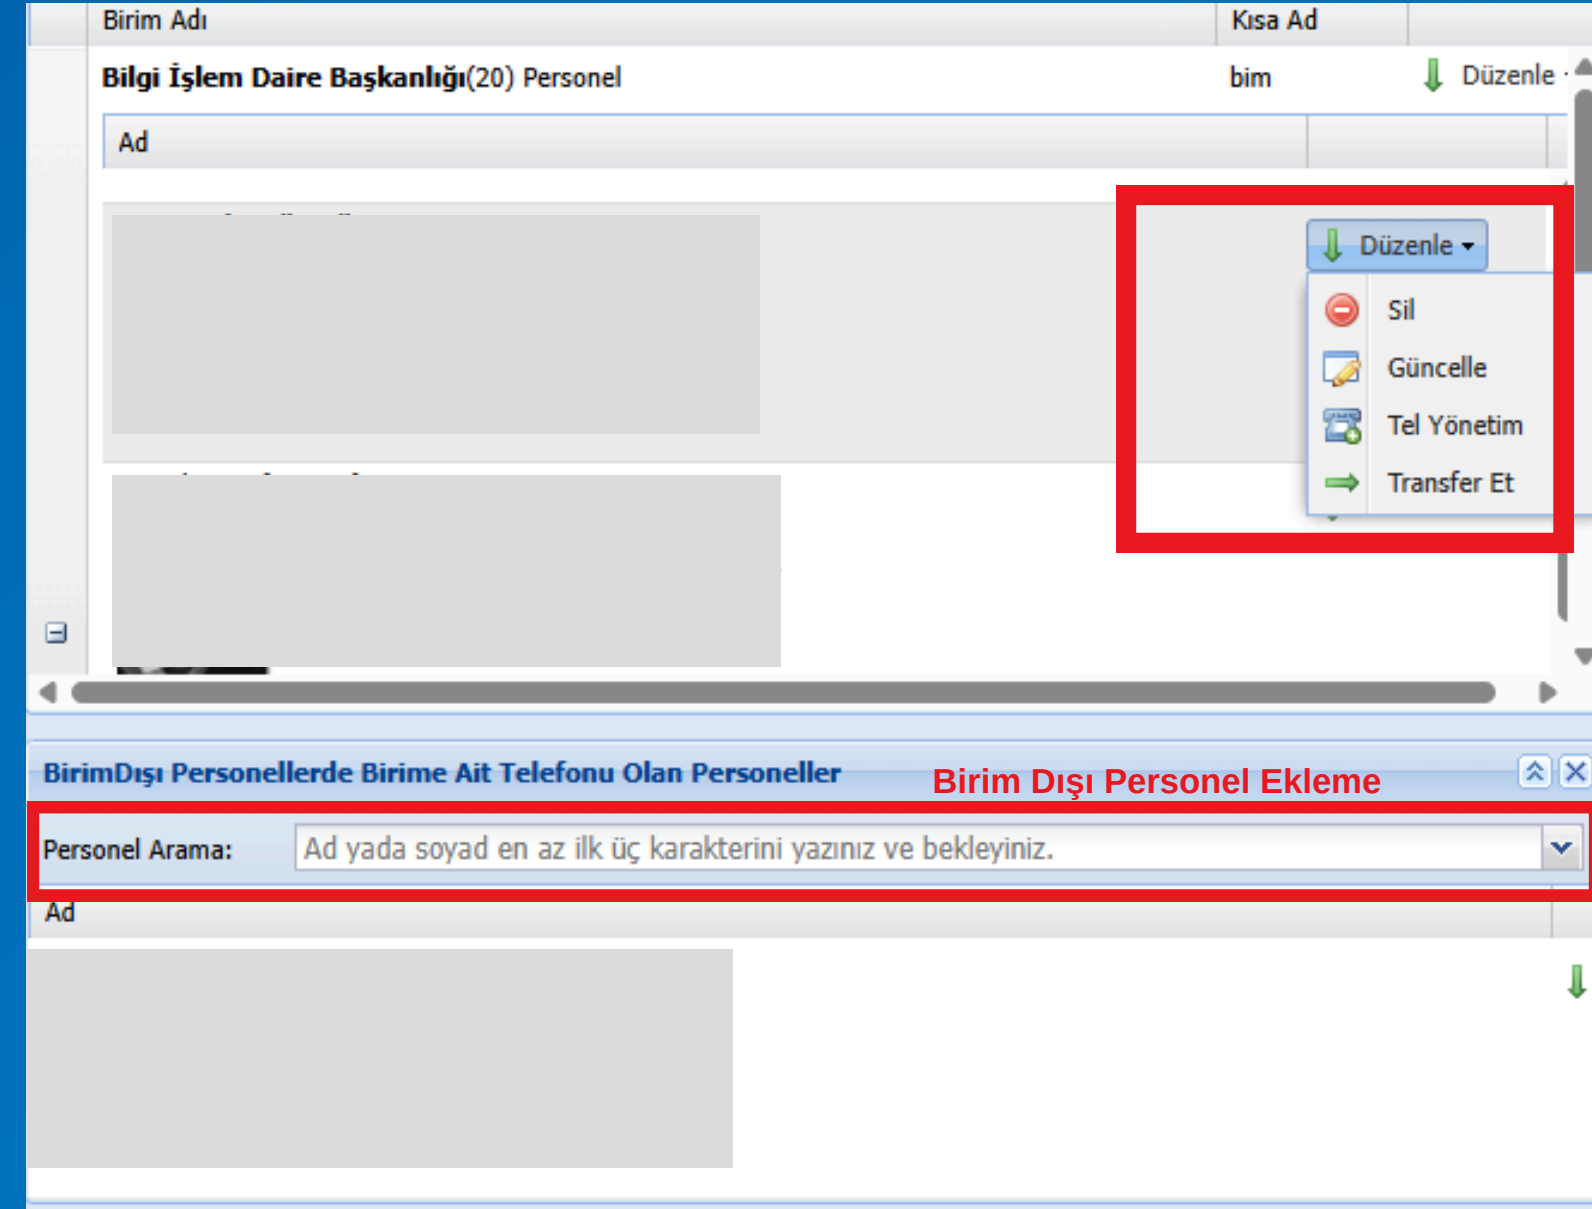 Birim Adı Kısa Ad
Bilgi İşlem Daire Başkanlığı(20) Personel bim Düzenle
Ad
Düzenle
Sil
Güncelle
Tel Yönetim
Transfer Et
BirimDışı Personellerde Birime Ait Telefonu Olan Personeller
Birim Dışı Personel Ekleme
Personel Arama: Ad yada soyad en az ilk üç karakterini yazınız ve bekleyiniz.
Ad